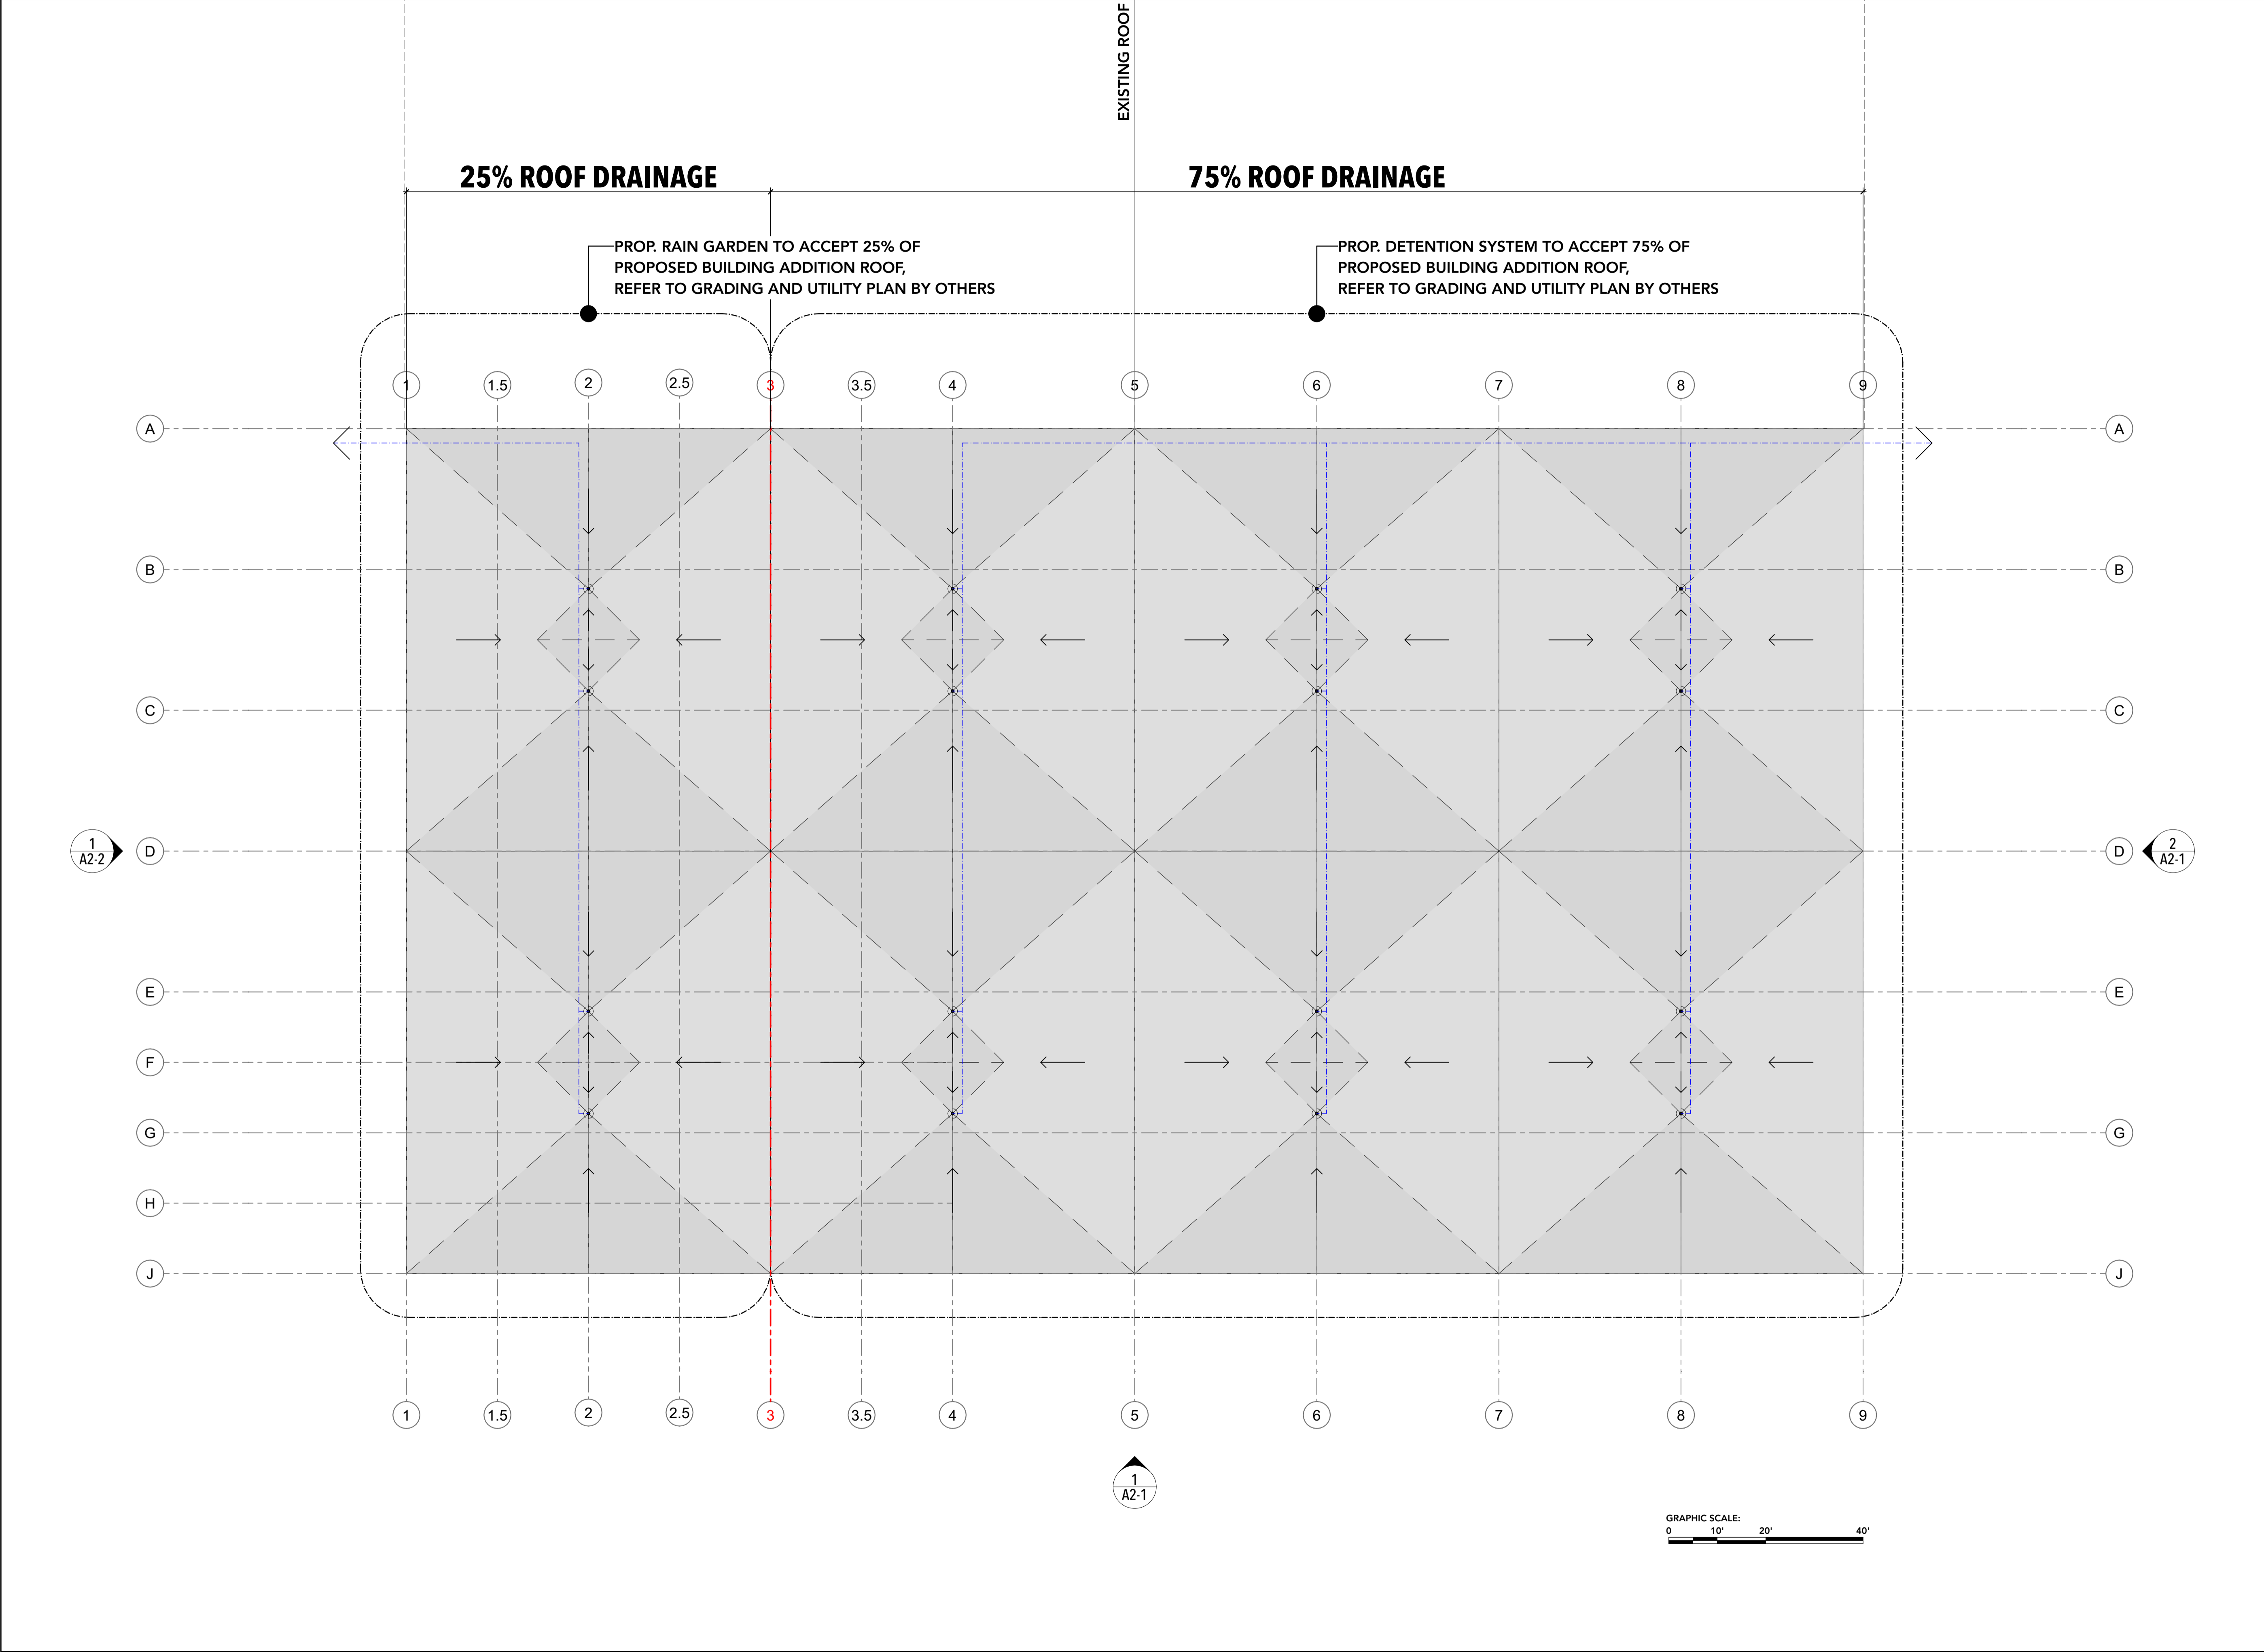 EXISTING ROOF
25% ROOF DRAINAGE
75% ROOF DRAINAGE
PROP. RAIN GARDEN TO ACCEPT 25% OF
PROPOSED BUILDING ADDITION ROOF,
REFER TO GRADING AND UTILITY PLAN BY OTHERS
PROP. DETENTION SYSTEM TO ACCEPT 75% OF
PROPOSED BUILDING ADDITION ROOF,
REFER TO GRADING AND UTILITY PLAN BY OTHERS
1 1.5 2 2.5 3 3.5 4 5 6 7 8 9
A A
B B
C C
1
A2-2
D D
2
A2-1
E E
F F
G G
H H
J J
1 1.5 2 2.5 3 3.5 4 5 6 7 8 9
1
A2-1
GRAPHIC SCALE:
0 10' 20' 40'